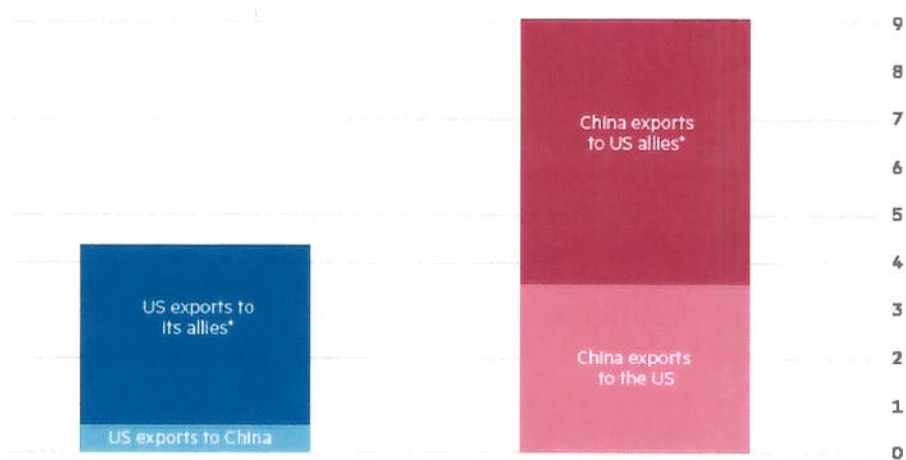 9
8
China exports
to US allies*
7
6
5
4
US exports to
its allies*
3
China exports
to the US
2
1
US exports to China
0